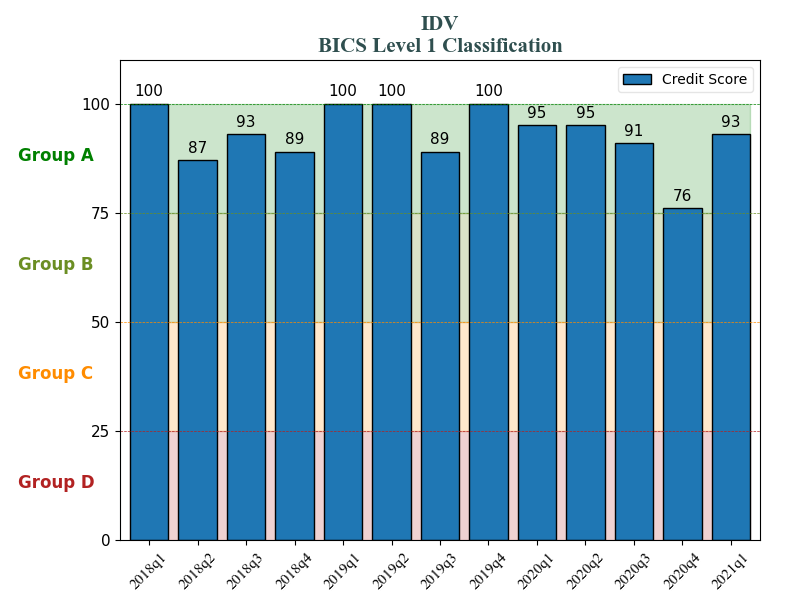 IDV
BICS Level 1 Classification
Credit Score
100 87 93 89 100 100 89 100 95 95 91 76 93
100
Group A
75
Group B
50
Group C
25
Group D
0
2018q1 2018q2 2018q3 2018q4 2019q1 2019q2 2019q3 2019q4 2020q1 2020q2 2020q3 2020q4 2021q1